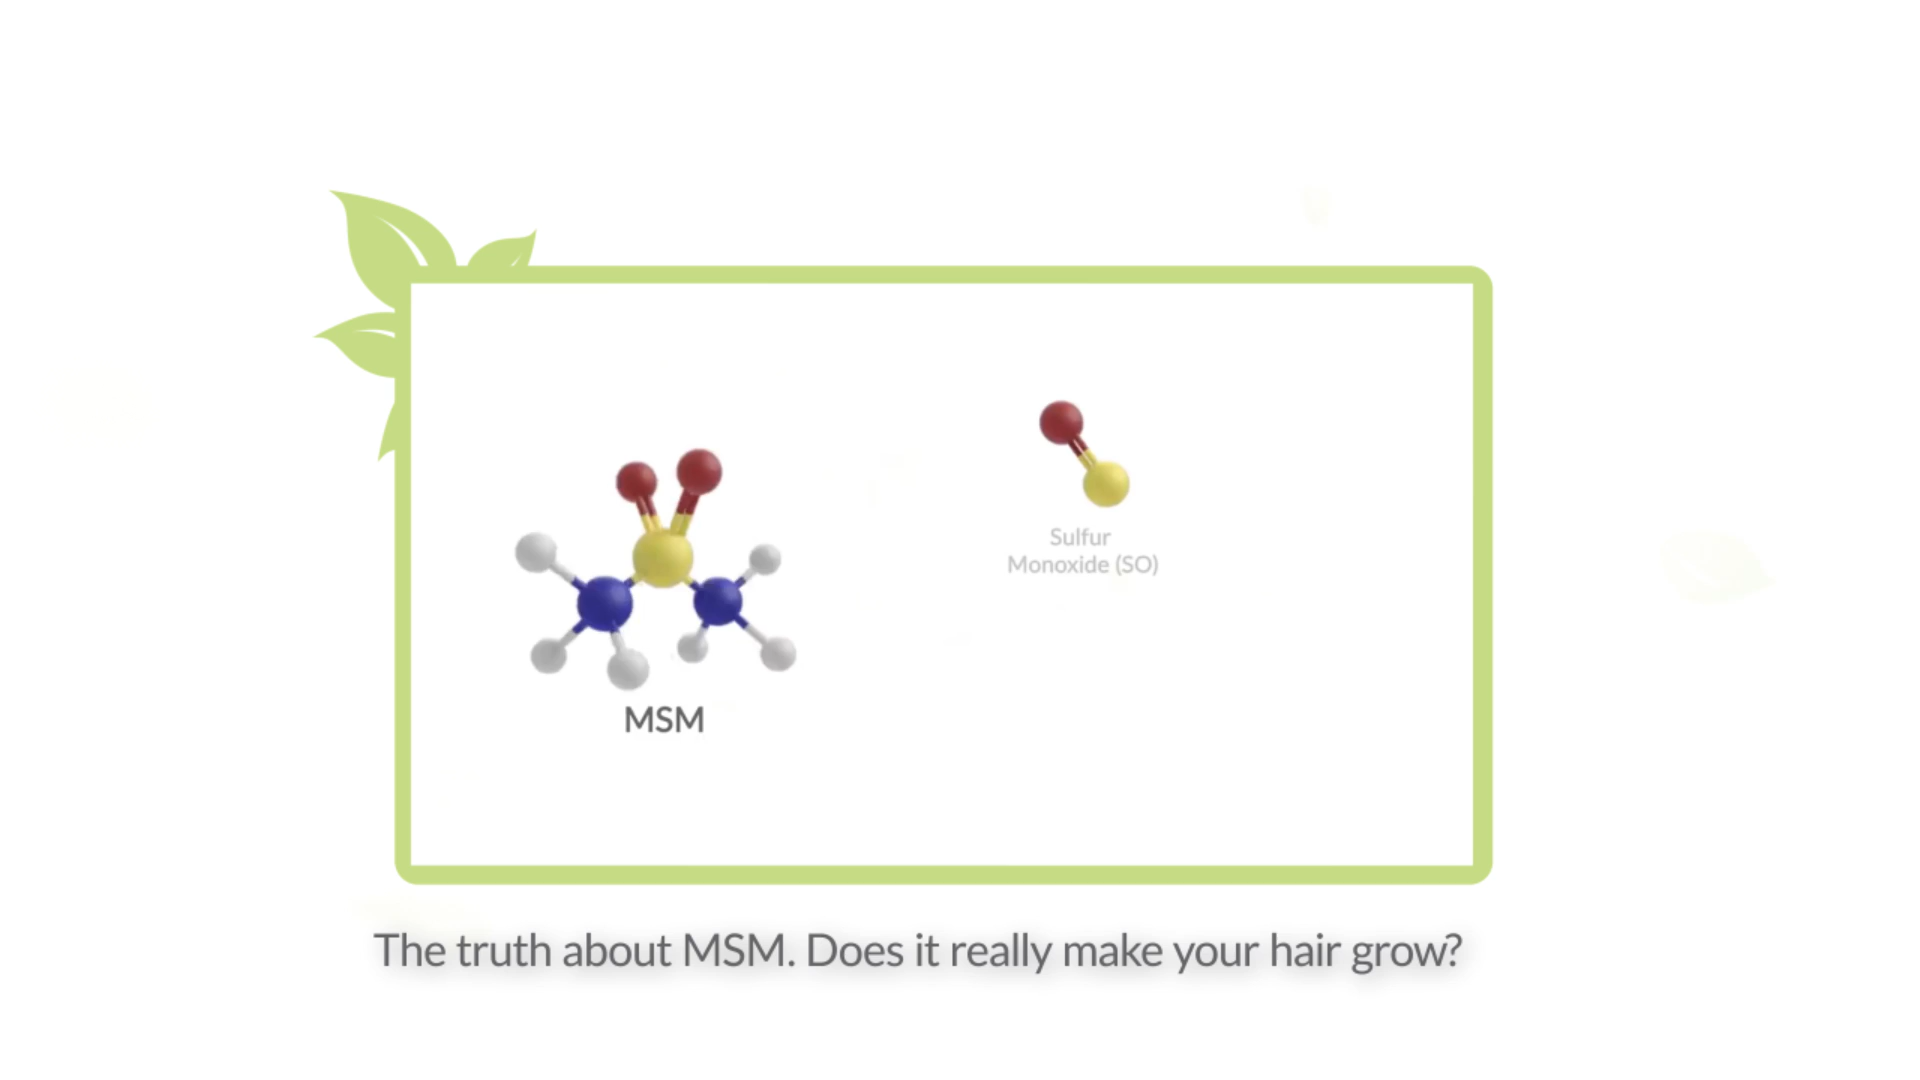 Sulfur
Monoxide (SO)
MSM
The truth about MSM. Does it really make your hair grow?